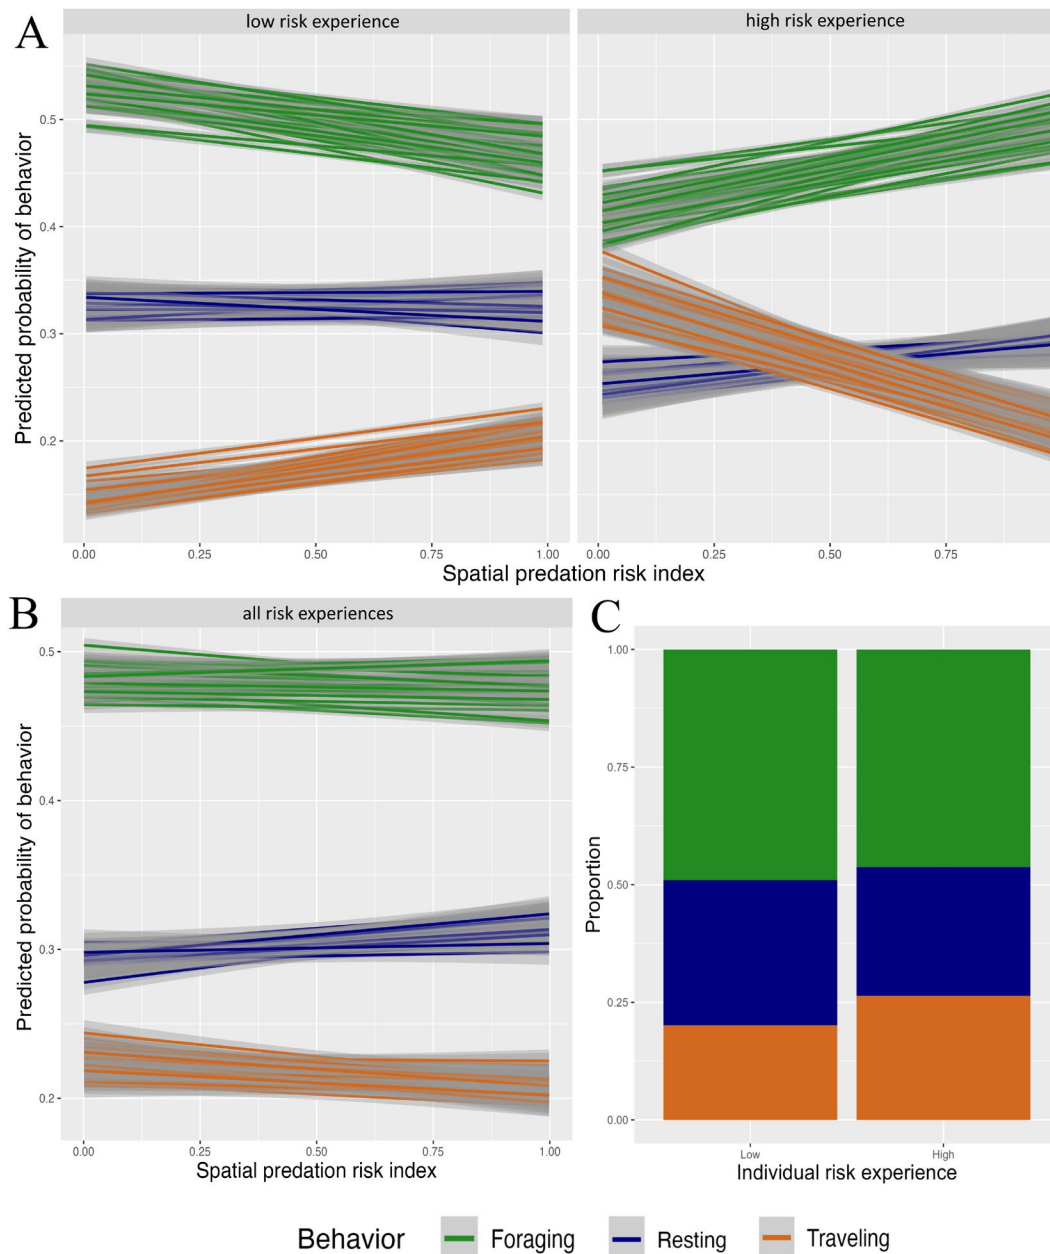 A
low risk experience
high risk experience
Predicted probability of behavior
0.5
0.4
0.3
0.2
0.00 0.25 0.50 0.75 1.00
0.00 0.25 0.50 0.75
Spatial predation risk index
B
all risk experiences
Predicted probability of behavior
0.5
0.4
0.3
0.2
0.00 0.25 0.50 0.75 1.00
Spatial predation risk index
C
Proportion
1.00
0.75
0.50
0.25
0.00
Low High
Individual risk experience
Behavior Foraging Resting Traveling